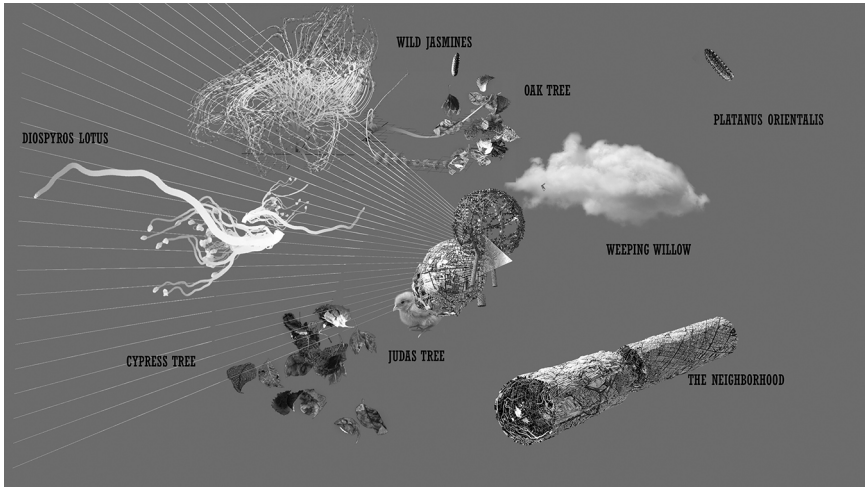 WILD JASMINES
OAK TREE
PLATANUS ORIENTALIS
DIOSPYROS LOTUS
WEEPING WILLOW
CYPRESS TREE
JUDAS TREE
THE NEIGHBORHOOD